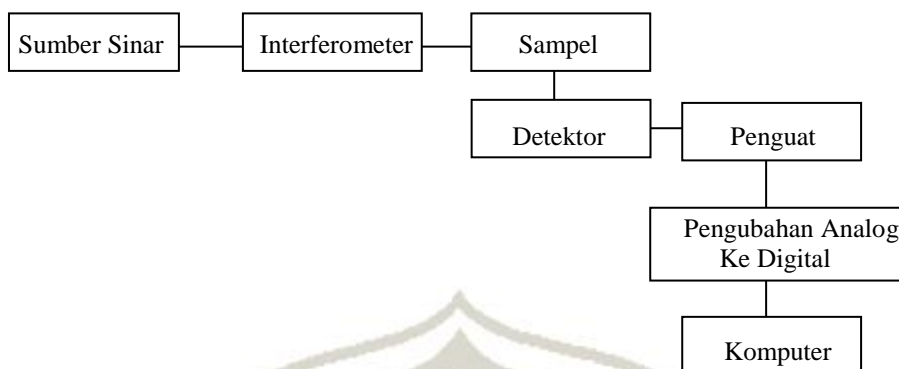 Sumber Sinar
Interferometer
Sampel
Detektor
Penguat
Pengubahan Analog
Ke Digital
Komputer